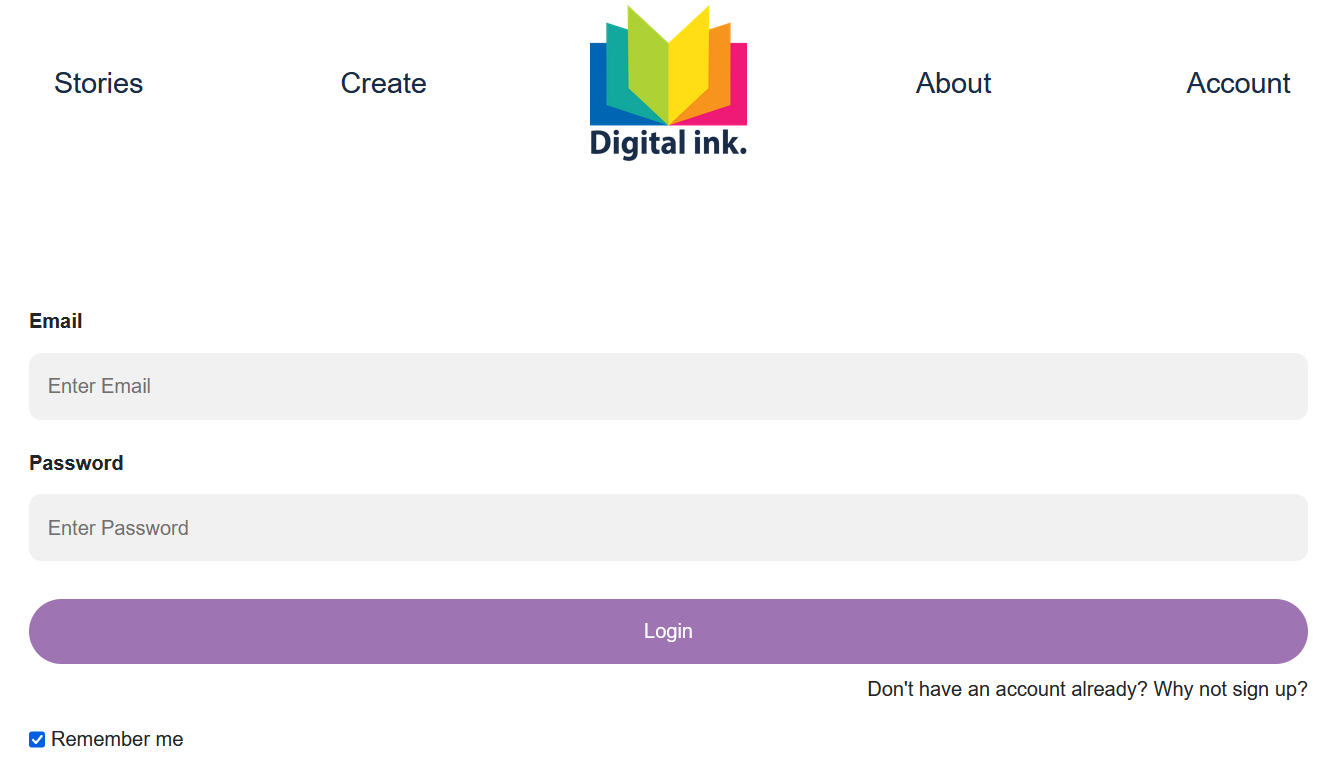 Stories
Create
Digital ink.
About
Account
Email
Enter Email
Password
Enter Password
Login
Don't have an account already? Why not sign up?
Remember me